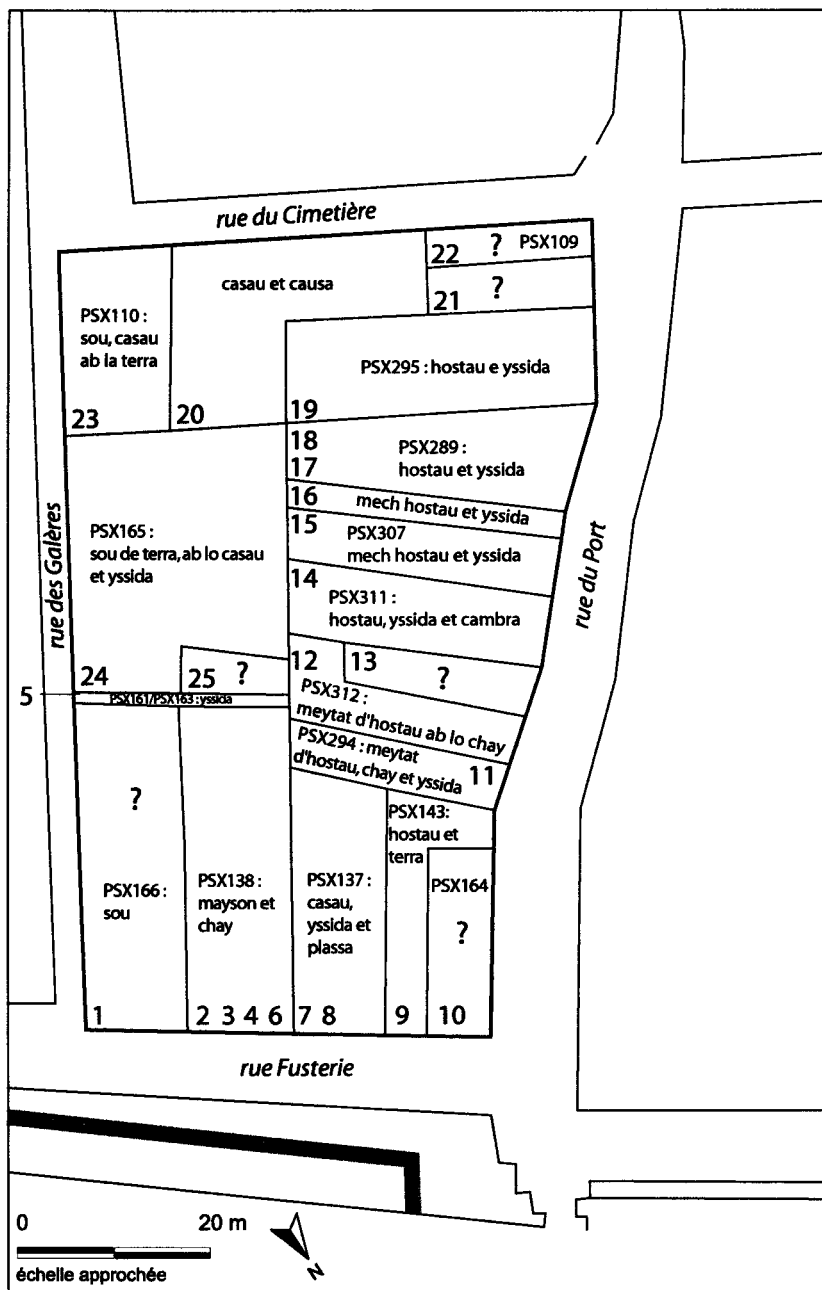 rue du Cimetière
22
?
PSX109
casau et causa
21
?
PSX110 :
sou, casau
ab la terra
PSX295 : hostau e yssida
23
20
19
18
PSX289 :
17
hostau et yssida
16
mech hostau et yssida
15
PSX307
mech hostau et yssida
PSX165 :
sou de terra, ab lo casau
et yssida
14
PSX311 :
hostau, yssida et cambra
rue des Galères
rue du Port
12
13
?
24
25
?
5
PSX161/PSX163 : yssida
PSX312 :
meytat d'hostau ab lo chay
PSX294 : meytat
d'hostau, chay et yssida
11
?
PSX143:
hostau et
terra
PSX166 :
sou
PSX138 :
mayson et
chay
PSX137 :
casau,
yssida et
plassa
PSX164
?
1
2
3
4
6
7
8
9
10
rue Fusterie
0
20 m
échelle approchée
N